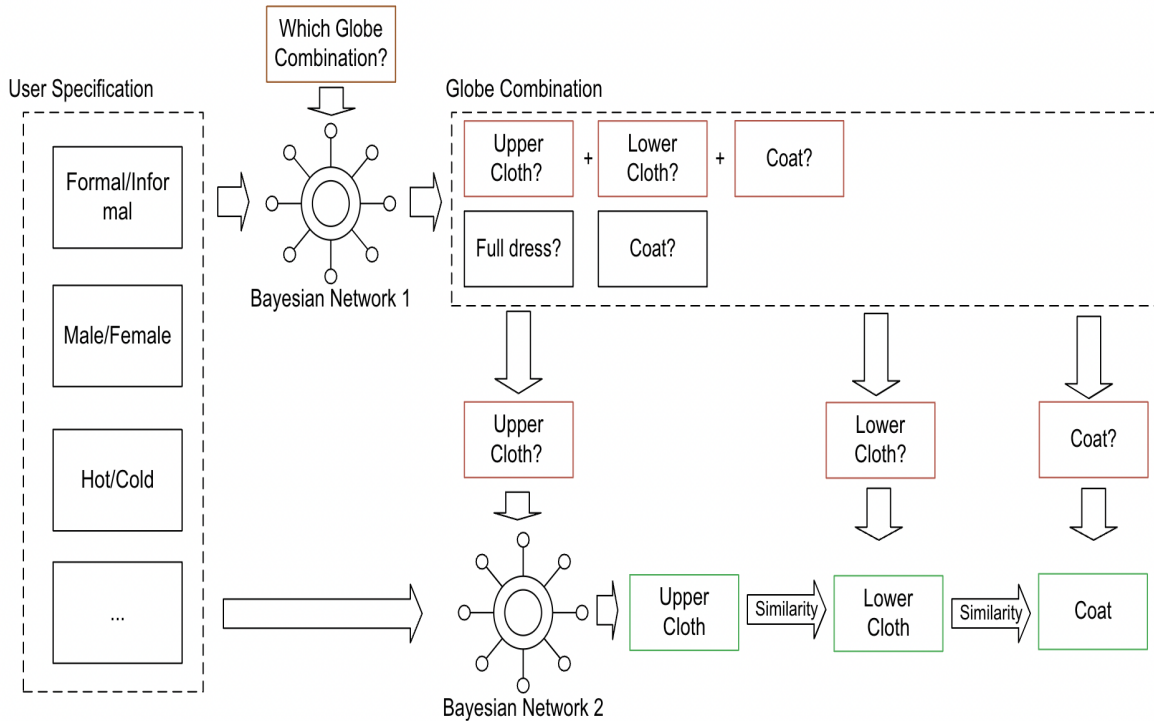 Which Globe
Combination?
User Specification
Globe Combination
Formal/Infor
mal
Male/Female
Hot/Cold
...
Bayesian Network 1
Upper
Cloth?
+
Lower
Cloth?
+
Coat?
Full dress?
Coat?
Upper
Cloth?
Lower
Cloth?
Coat?
Bayesian Network 2
Upper
Cloth
Similarity
Lower
Cloth
Similarity
Coat